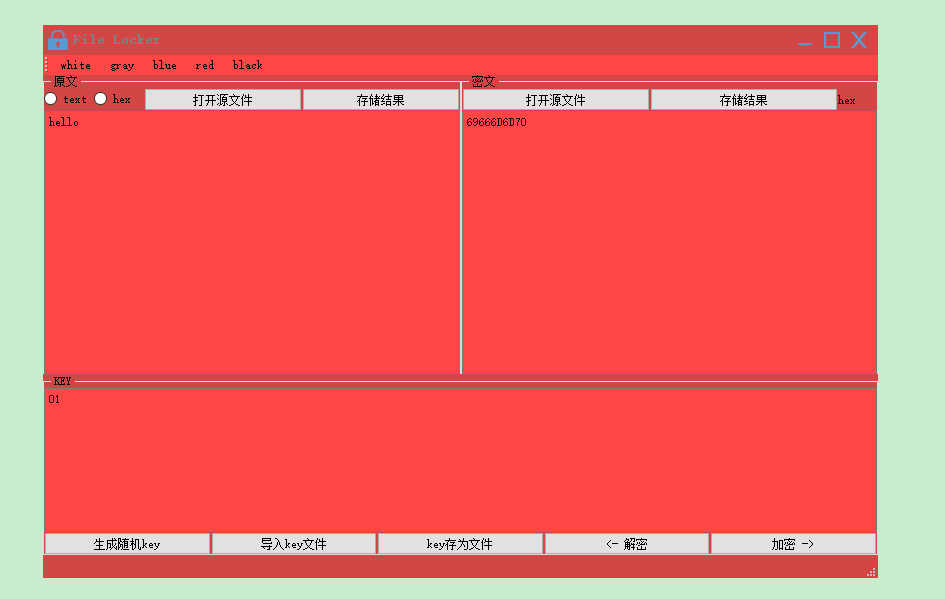 File Locker
white gray blue red black
原文 密文
text hex 打开源文件 存储结果 打开源文件 存储结果 hex
hello 69666D6D70
KEY
01
生成随机key 导入key文件 key存为文件 <- 解密 加密 ->